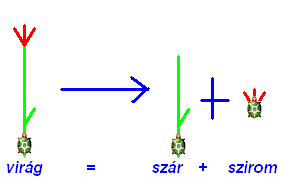 virág = szár + szirom